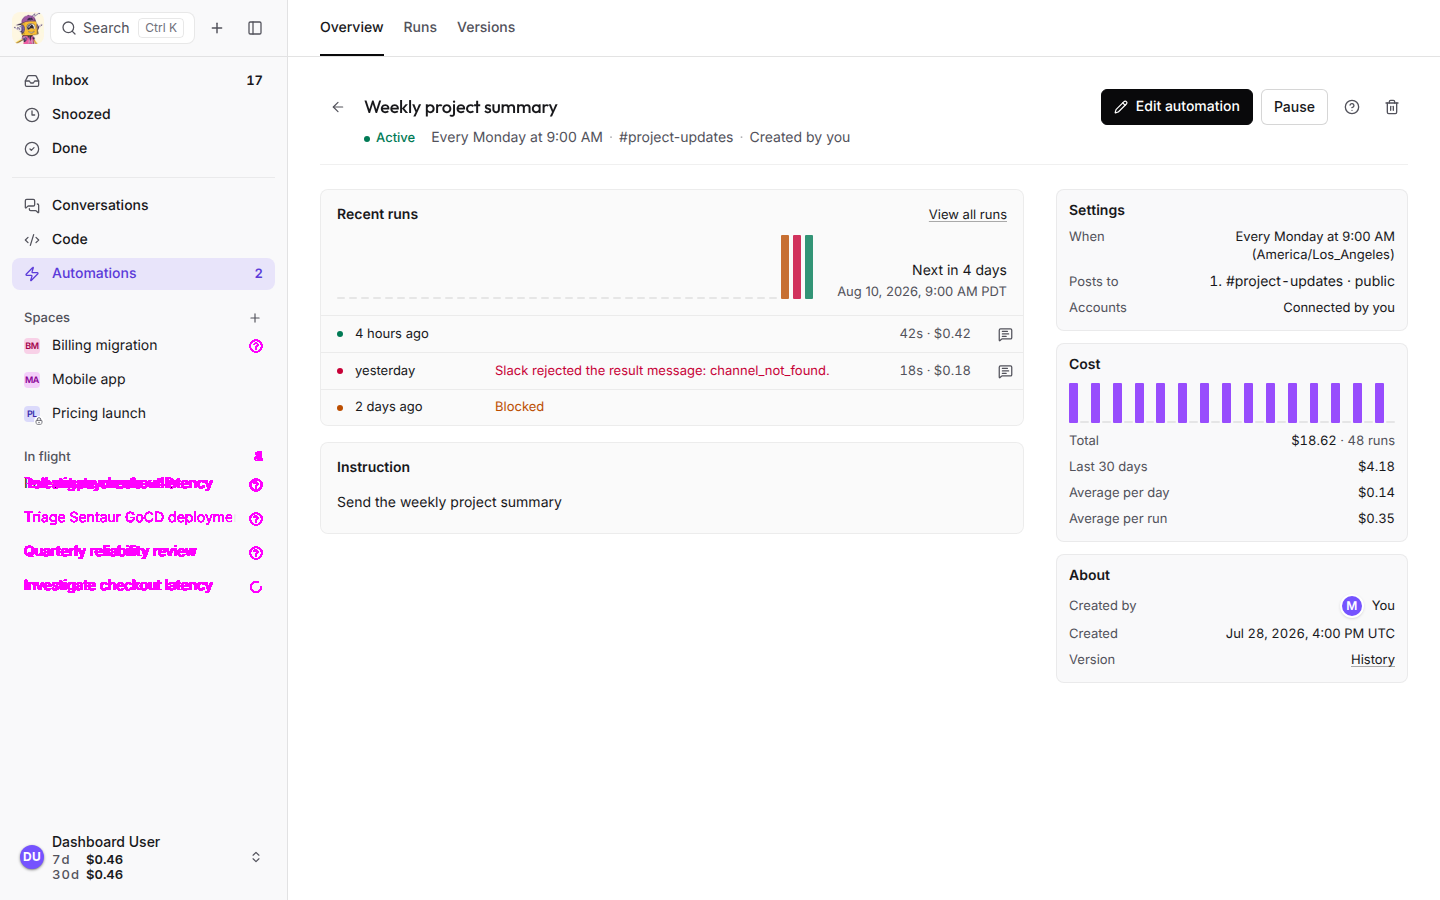 Search Ctrl K
Overview Runs Versions
Inbox 17
Snoozed
Done
Conversations
Code
Automations 2
Spaces
BM Billing migration
MA Mobile app
PL Pricing launch
In flight
Triage Sentaur GoCD deployme
Quarterly reliability review
Investigate checkout latency
DU Dashboard User
7d $0.46
30d $0.46
Weekly project summary
Active Every Monday at 9:00 AM · #project-updates · Created by you
Edit automation Pause
Recent runs View all runs
Next in 4 days
Aug 10, 2026, 9:00 AM PDT
4 hours ago 42s · $0.42
yesterday Slack rejected the result message: channel_not_found. 18s · $0.18
2 days ago Blocked
Instruction
Send the weekly project summary
Settings
When Every Monday at 9:00 AM
(America/Los_Angeles)
Posts to 1. #project-updates · public
Accounts Connected by you
Cost
Total $18.62 · 48 runs
Last 30 days $4.18
Average per day $0.14
Average per run $0.35
About
Created by M You
Created Jul 28, 2026, 4:00 PM UTC
Version History